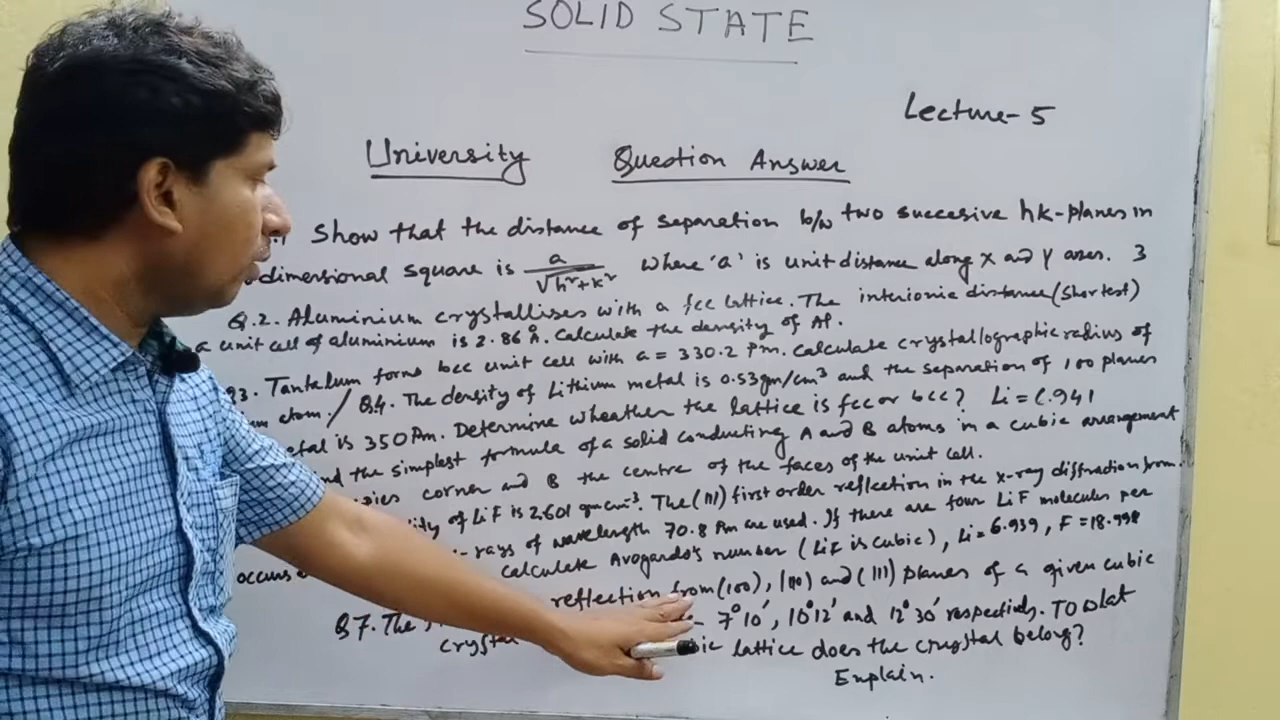 SOLID STATE
Lecture-5
University Question Answer
Show that the distance of separation b/w two succesive hk-planes in
dimensional square is a/√h²+k² where 'a' is unit distance along X and Y axes. 3
Q.2. Aluminium crystallises with a fcc lattice. The interionic distance (shortest)
a unit cell of aluminium is 2.86 Å. Calculate the density of Al.
Q3. Tantalum forms bcc unit cell with a = 330.2 Pm. Calculate crystallographic radius of
atom. / Q.4. The density of Lithium metal is 0.53gm/cm³ and the separation of 100 planes
is 350 Pm. Determine wheather the lattice is fcc or bcc? Li = 6.941
the simplest formula of a solid conducting A and B atoms in a cubic arrangement
occurs
corner and B the centre of the faces of the unit cell.
of LiF is 2.601 gm cm⁻³. The (111) first order reflection in the x-ray diffraction from
-rays of wavelength 70.8 Pm are used. If there are four LiF molecules per
calculate Avogardo's number (LiF is cubic), Li = 6.939, F = 18.998
Q7. The reflection from (100), (110) and (111) planes of a given cubic
crystal 7°10', 10°12' and 12°30' respectively. To what
lattice does the crystal belong?
Explain.